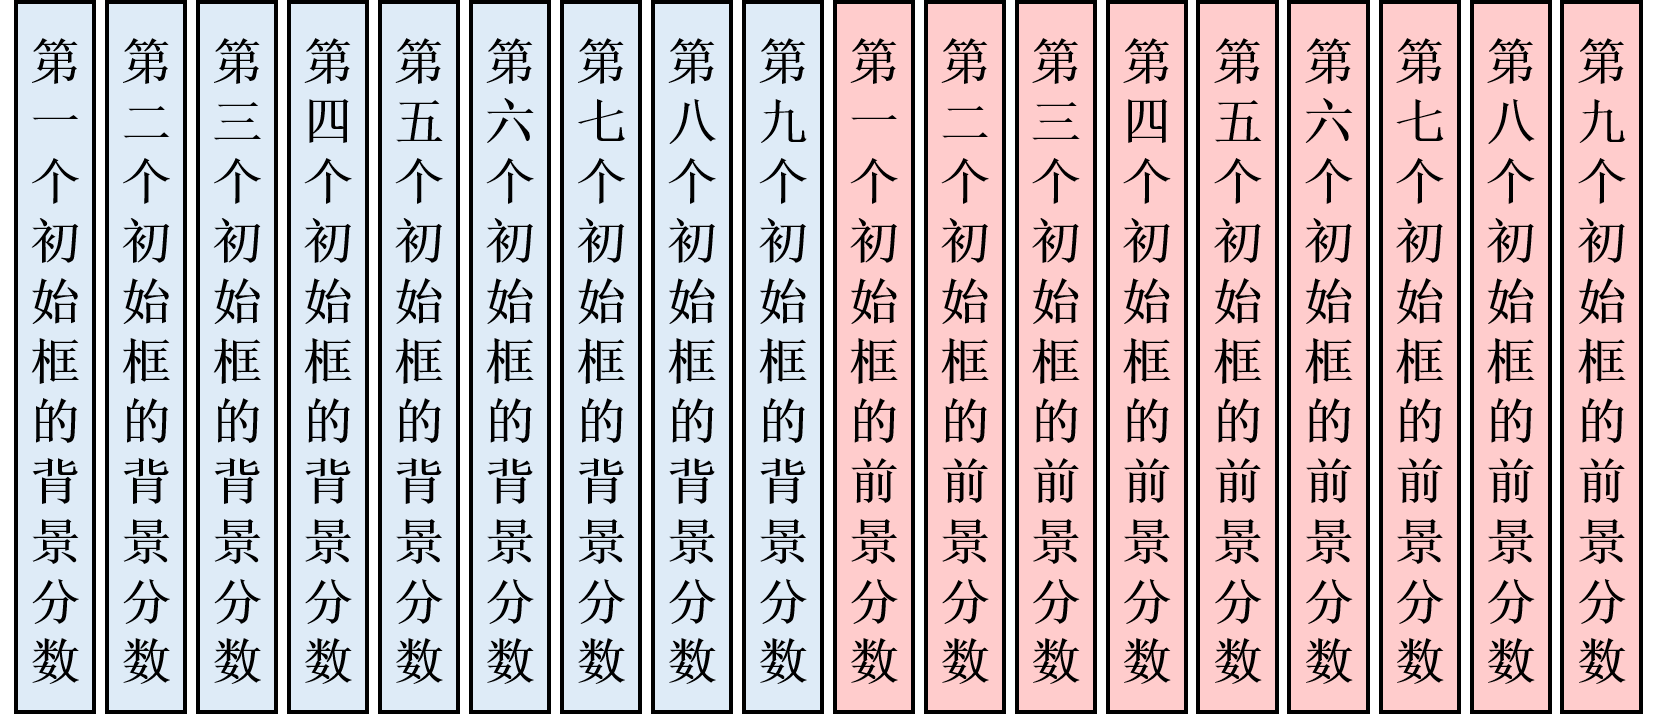 第一个初始框的背景分数
第二个初始框的背景分数
第三个初始框的背景分数
第四个初始框的背景分数
第五个初始框的背景分数
第六个初始框的背景分数
第七个初始框的背景分数
第八个初始框的背景分数
第九个初始框的背景分数
第一个初始框的前景分数
第二个初始框的前景分数
第三个初始框的前景分数
第四个初始框的前景分数
第五个初始框的前景分数
第六个初始框的前景分数
第七个初始框的前景分数
第八个初始框的前景分数
第九个初始框的前景分数